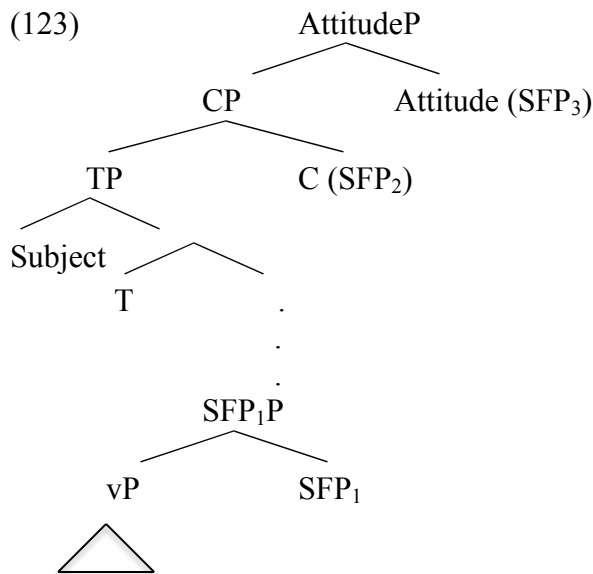 (123) AttitudeP
CP Attitude (SFP₃)
TP C (SFP₂)
Subject
T
.
.
.
SFP₁P
vP SFP₁